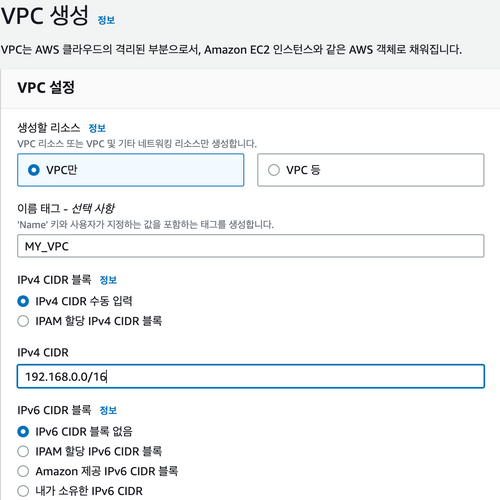 VPC 생성 정보
VPC는 AWS 클라우드의 격리된 부분으로서, Amazon EC2 인스턴스와 같은 AWS 객체로 채워집니다.
VPC 설정
생성할 리소스 정보
VPC 리소스 또는 VPC 및 기타 네트워킹 리소스만 생성합니다.
VPC만 VPC 등
이름 태그 - 선택 사항
'Name' 키와 사용자가 지정하는 값을 포함하는 태그를 생성합니다.
MY_VPC
IPv4 CIDR 블록 정보
IPv4 CIDR 수동 입력
IPAM 할당 IPv4 CIDR 블록
IPv4 CIDR
192.168.0.0/16
IPv6 CIDR 블록 정보
IPv6 CIDR 블록 없음
IPAM 할당 IPv6 CIDR 블록
Amazon 제공 IPv6 CIDR 블록
내가 소유한 IPv6 CIDR